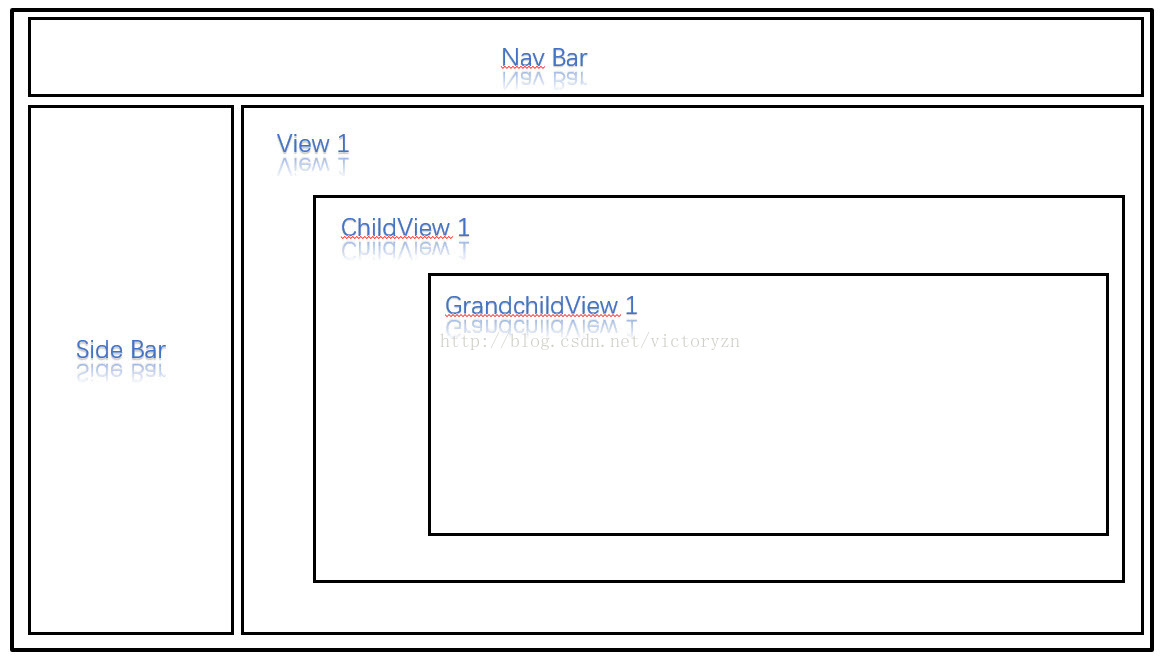 Nav Bar
View 1
ChildView 1
GrandchildView 1
http://blog.csdn.net/victoryzn
Side Bar